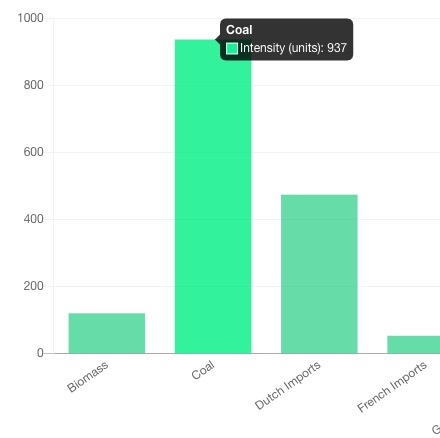 1000
Coal
Intensity (units): 937
800
600
400
200
0
Biomass
Coal
Dutch Imports
French Imports
G